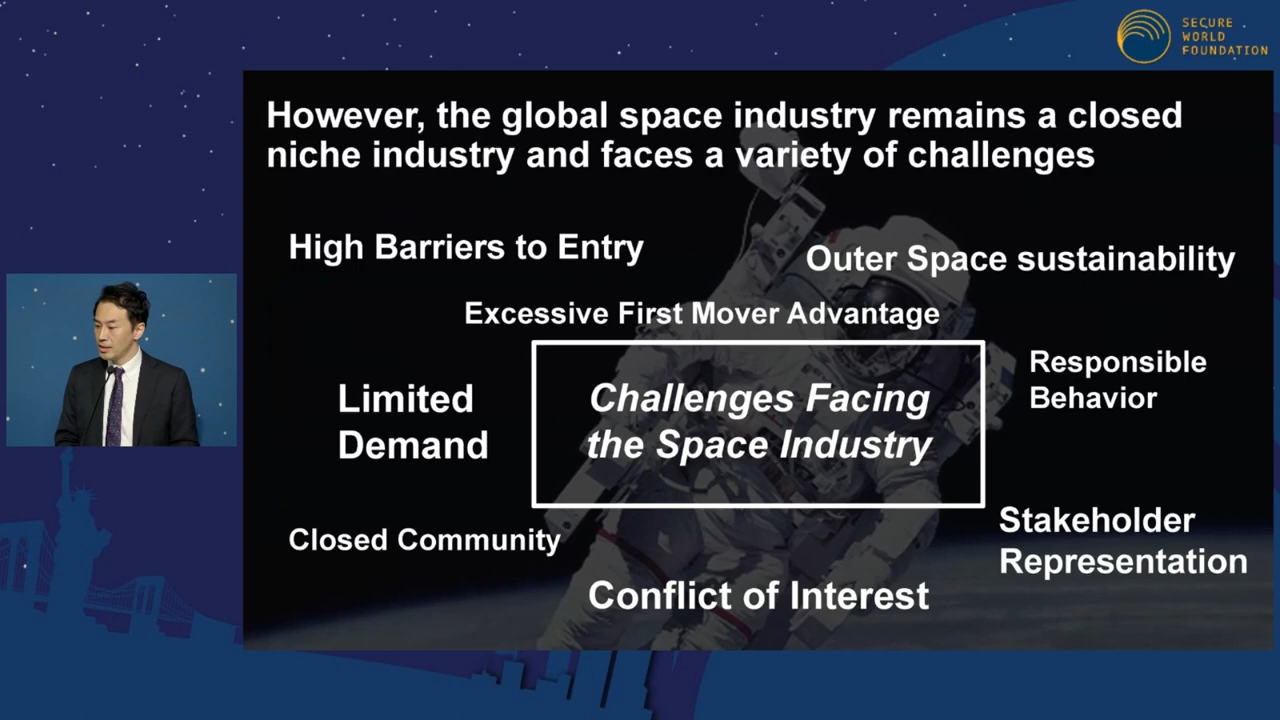 SECURE
WORLD
FOUNDATION
However, the global space industry remains a closed
niche industry and faces a variety of challenges
High Barriers to Entry
Outer Space sustainability
Excessive First Mover Advantage
Responsible
Behavior
Limited
Demand
Challenges Facing
the Space Industry
Closed Community
Stakeholder
Representation
Conflict of Interest